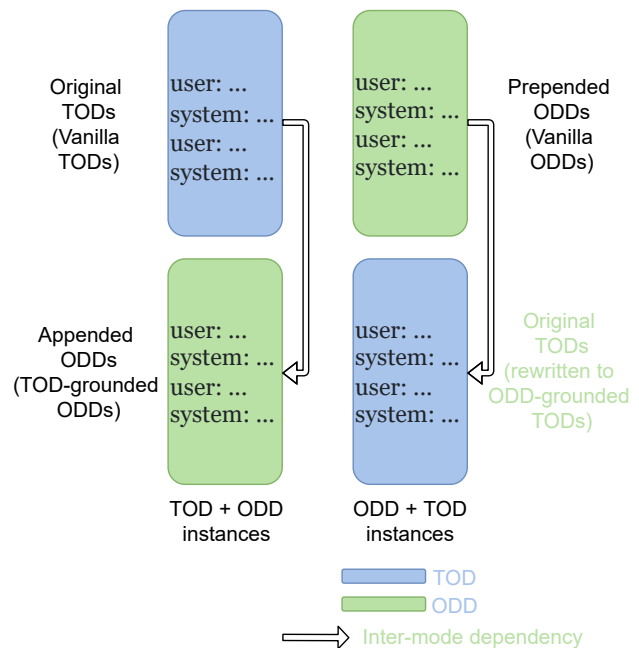 Original
TODs
(Vanilla
TODs)
user: ...
system: ...
user: ...
system: ...
user: ...
system: ...
user: ...
system: ...
Prepended
ODDs
(Vanilla
ODDs)
Appended
ODDs
(TOD-grounded
ODDs)
user: ...
system: ...
user: ...
system: ...
user: ...
system: ...
user: ...
system: ...
Original
TODs
(rewritten to
ODD-grounded
TODs)
TOD + ODD
instances
ODD + TOD
instances
TOD
ODD
Inter-mode dependency